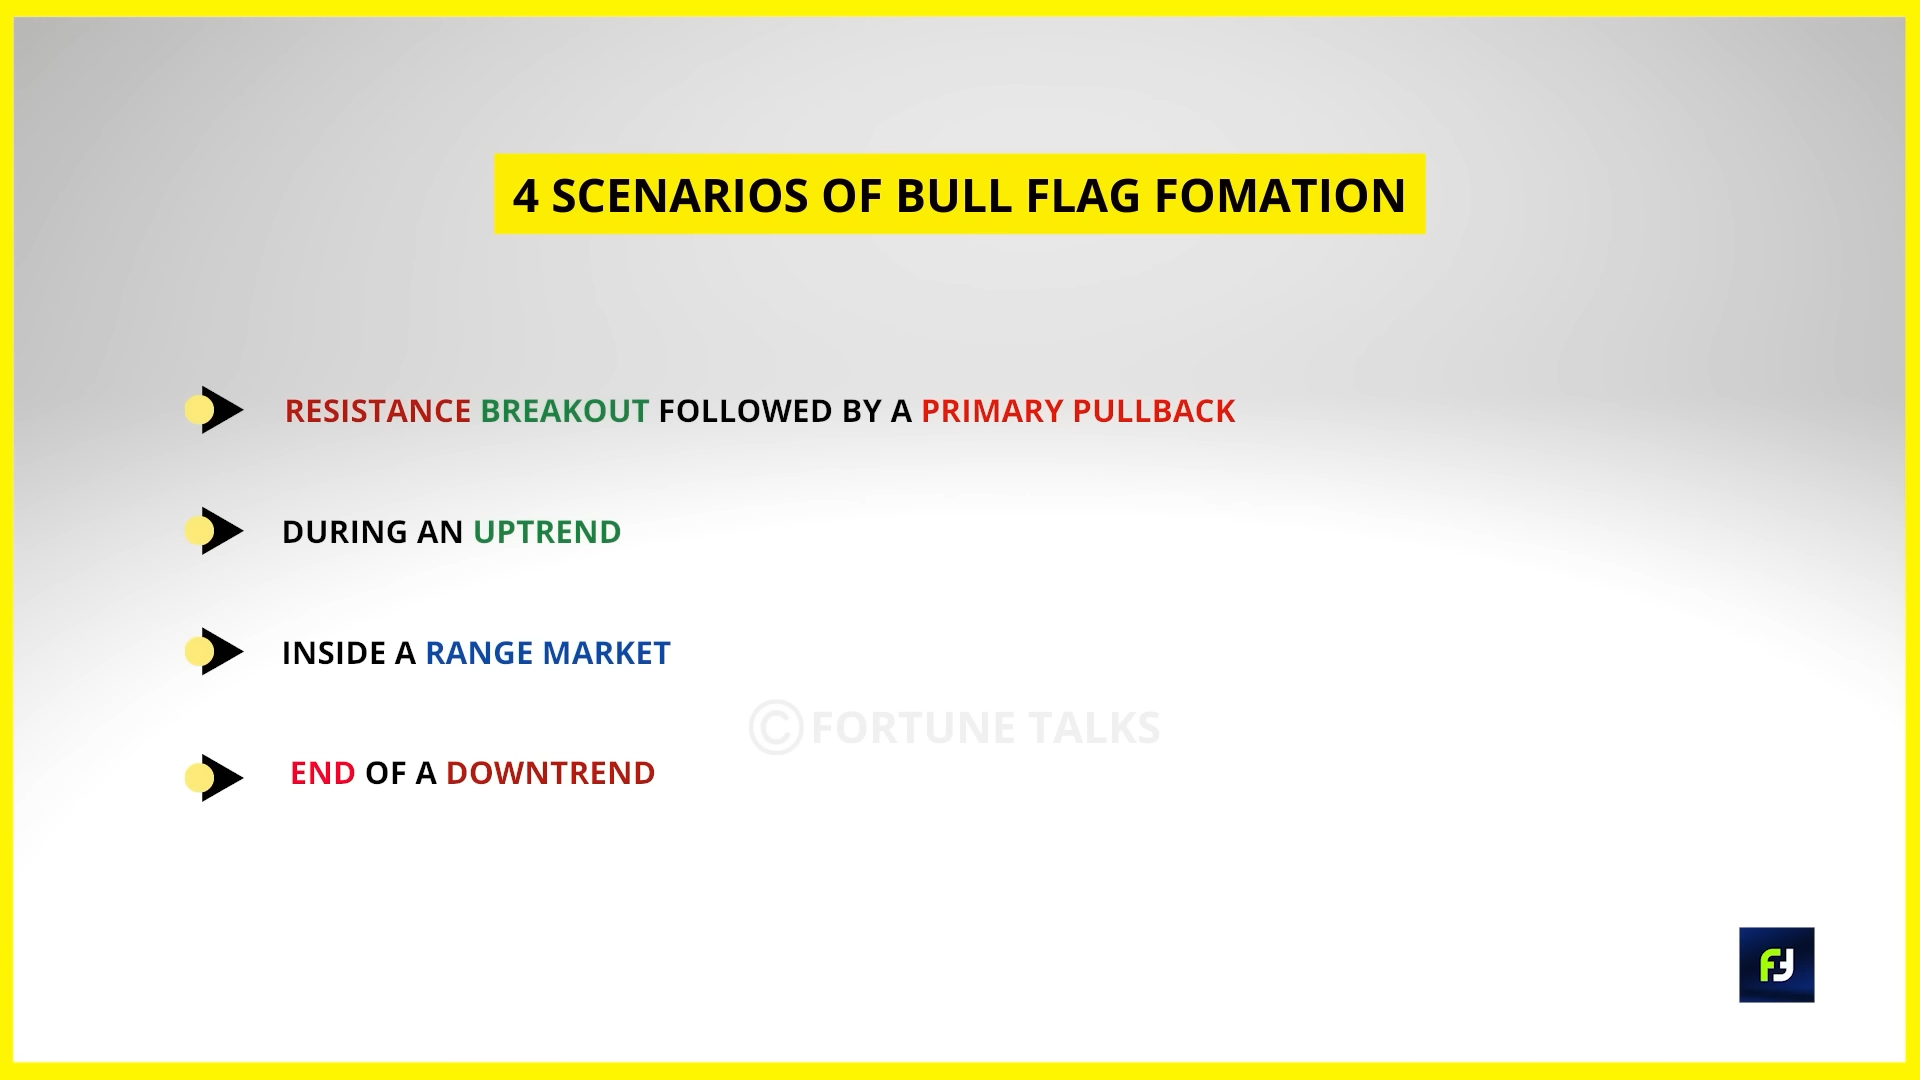 4 SCENARIOS OF BULL FLAG FOMATION
RESISTANCE BREAKOUT FOLLOWED BY A PRIMARY PULLBACK
DURING AN UPTREND
INSIDE A RANGE MARKET
© FORTUNE TALKS
END OF A DOWNTREND